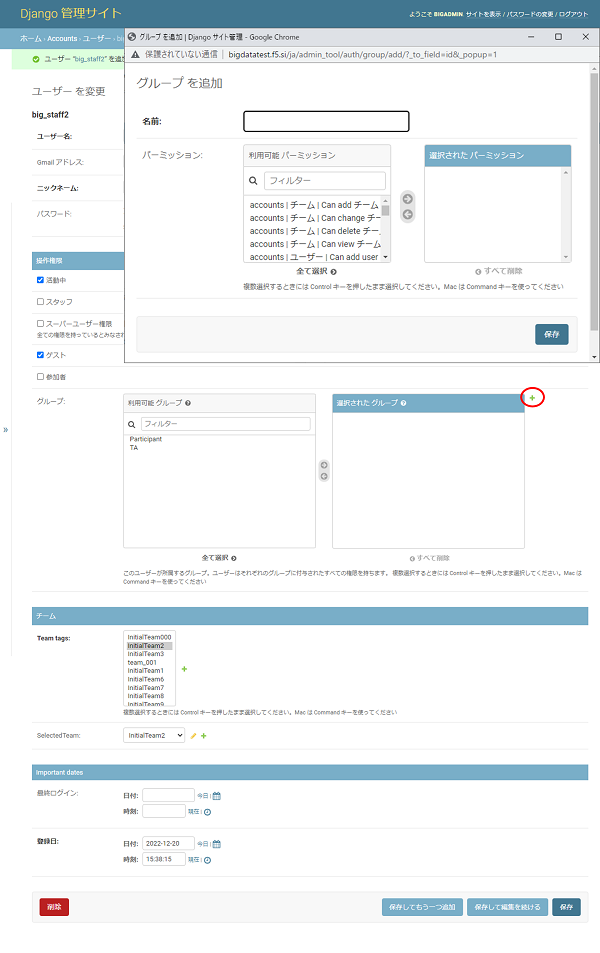 Django 管理サイト
ようこそ BIGADMIN サイトを表示 / パスワードの変更 / ログアウト
ホーム › Accounts › ユーザー ›
ユーザー "big_staff2" を追加
ユーザー を変更
big_staff2
ユーザー名:
Gmail アドレス:
ニックネーム:
パスワード:
グループ を追加 | Django サイト管理 - Google Chrome
保護されていない通信 | bigdatatest.f5.si/ja/admin_tool/auth/group/add/?_to_field=id&_popup=1
グループ を追加
名前:
パーミッション:
利用可能 パーミッション
フィルター
accounts | チーム | Can add チーム
accounts | チーム | Can change チー
accounts | チーム | Can delete チーム
accounts | チーム | Can view チーム
accounts | ユーザー | Can add user
全て選択
選択された パーミッション
すべて削除
複数選択するときには Control キーを押したまま選択してください。Mac は Command キーを使ってください
保存
操作権限
活動中
スタッフ
スーパーユーザー権限
全ての権限を持っているとみなされ
ゲスト
参加者
グループ:
利用可能 グループ
フィルター
Participant
TA
全て選択
選択された グループ
すべて削除
このユーザーが所属するグループ。ユーザーはそれぞれのグループに付与されたすべての権限を持ちます。 複数選択するときには Control キーを押したまま選択してください。Mac は
Command キーを使ってください
»
チーム
Team tags:
InitialTeam000
InitialTeam2
InitialTeam3
team_001
InitialTeam1
InitialTeam6
InitialTeam7
InitialTeam8
InitialTeam9
複数選択するときには Control キーを押したまま選択してください。Mac は Command キーを使ってください
SelectedTeam:
InitialTeam2
Important dates
最終ログイン:
日付:
今日 |
時刻:
現在 |
登録日:
日付: 2022-12-20
今日 |
時刻: 15:38:15
現在 |
削除
保存してもう一つ追加
保存して編集を続ける
保存